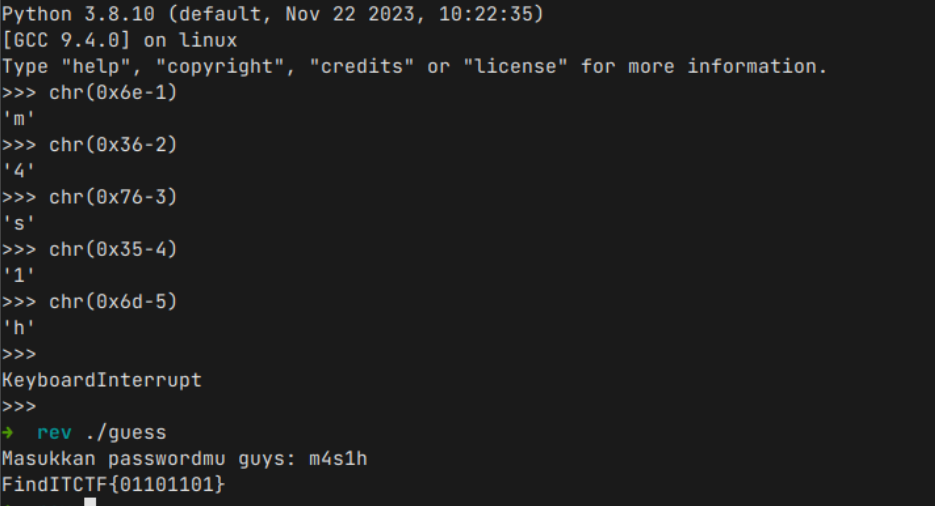 Python 3.8.10 (default, Nov 22 2023, 10:22:35)
[GCC 9.4.0] on linux
Type "help", "copyright", "credits" or "license" for more information.
>>> chr(0x6e-1)
'm'
>>> chr(0x36-2)
'4'
>>> chr(0x76-3)
's'
>>> chr(0x35-4)
'1'
>>> chr(0x6d-5)
'h'
>>>
KeyboardInterrupt
>>>
→ rev ./guess
Masukkan passwordmu guys: m4s1h
FindITCTF{01101101}